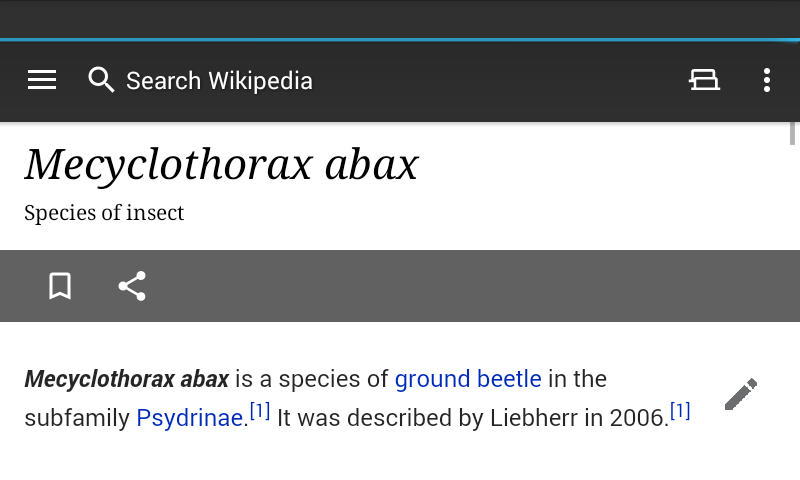 Search Wikipedia
Mecyclothorax abax
Species of insect
Mecyclothorax abax is a species of ground beetle in the
subfamily Psydrinae.[1] It was described by Liebherr in 2006.[1]